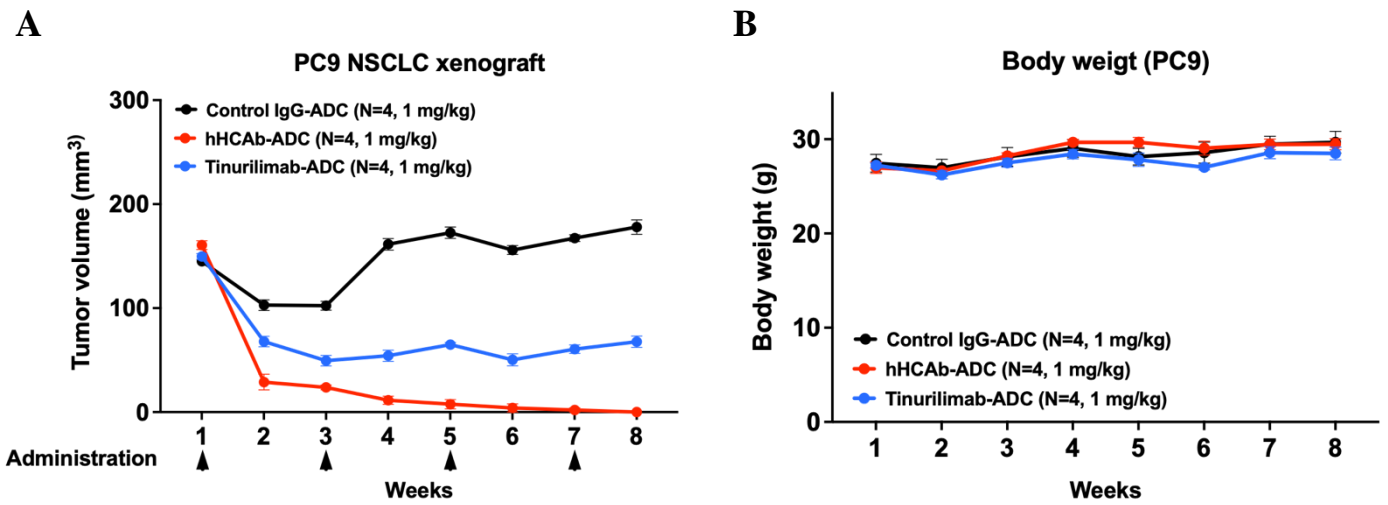 A
PC9 NSCLC xenograft
Tumor volume (mm³)
300
200
100
0
Control IgG-ADC (N=4, 1 mg/kg)
hHCAb-ADC (N=4, 1 mg/kg)
Tinurilimab-ADC (N=4, 1 mg/kg)
1 2 3 4 5 6 7 8
Administration
Weeks
B
Body weigt (PC9)
Body weight (g)
30
20
10
0
Control IgG-ADC (N=4, 1 mg/kg)
hHCAb-ADC (N=4, 1 mg/kg)
Tinurilimab-ADC (N=4, 1 mg/kg)
1 2 3 4 5 6 7 8
Weeks